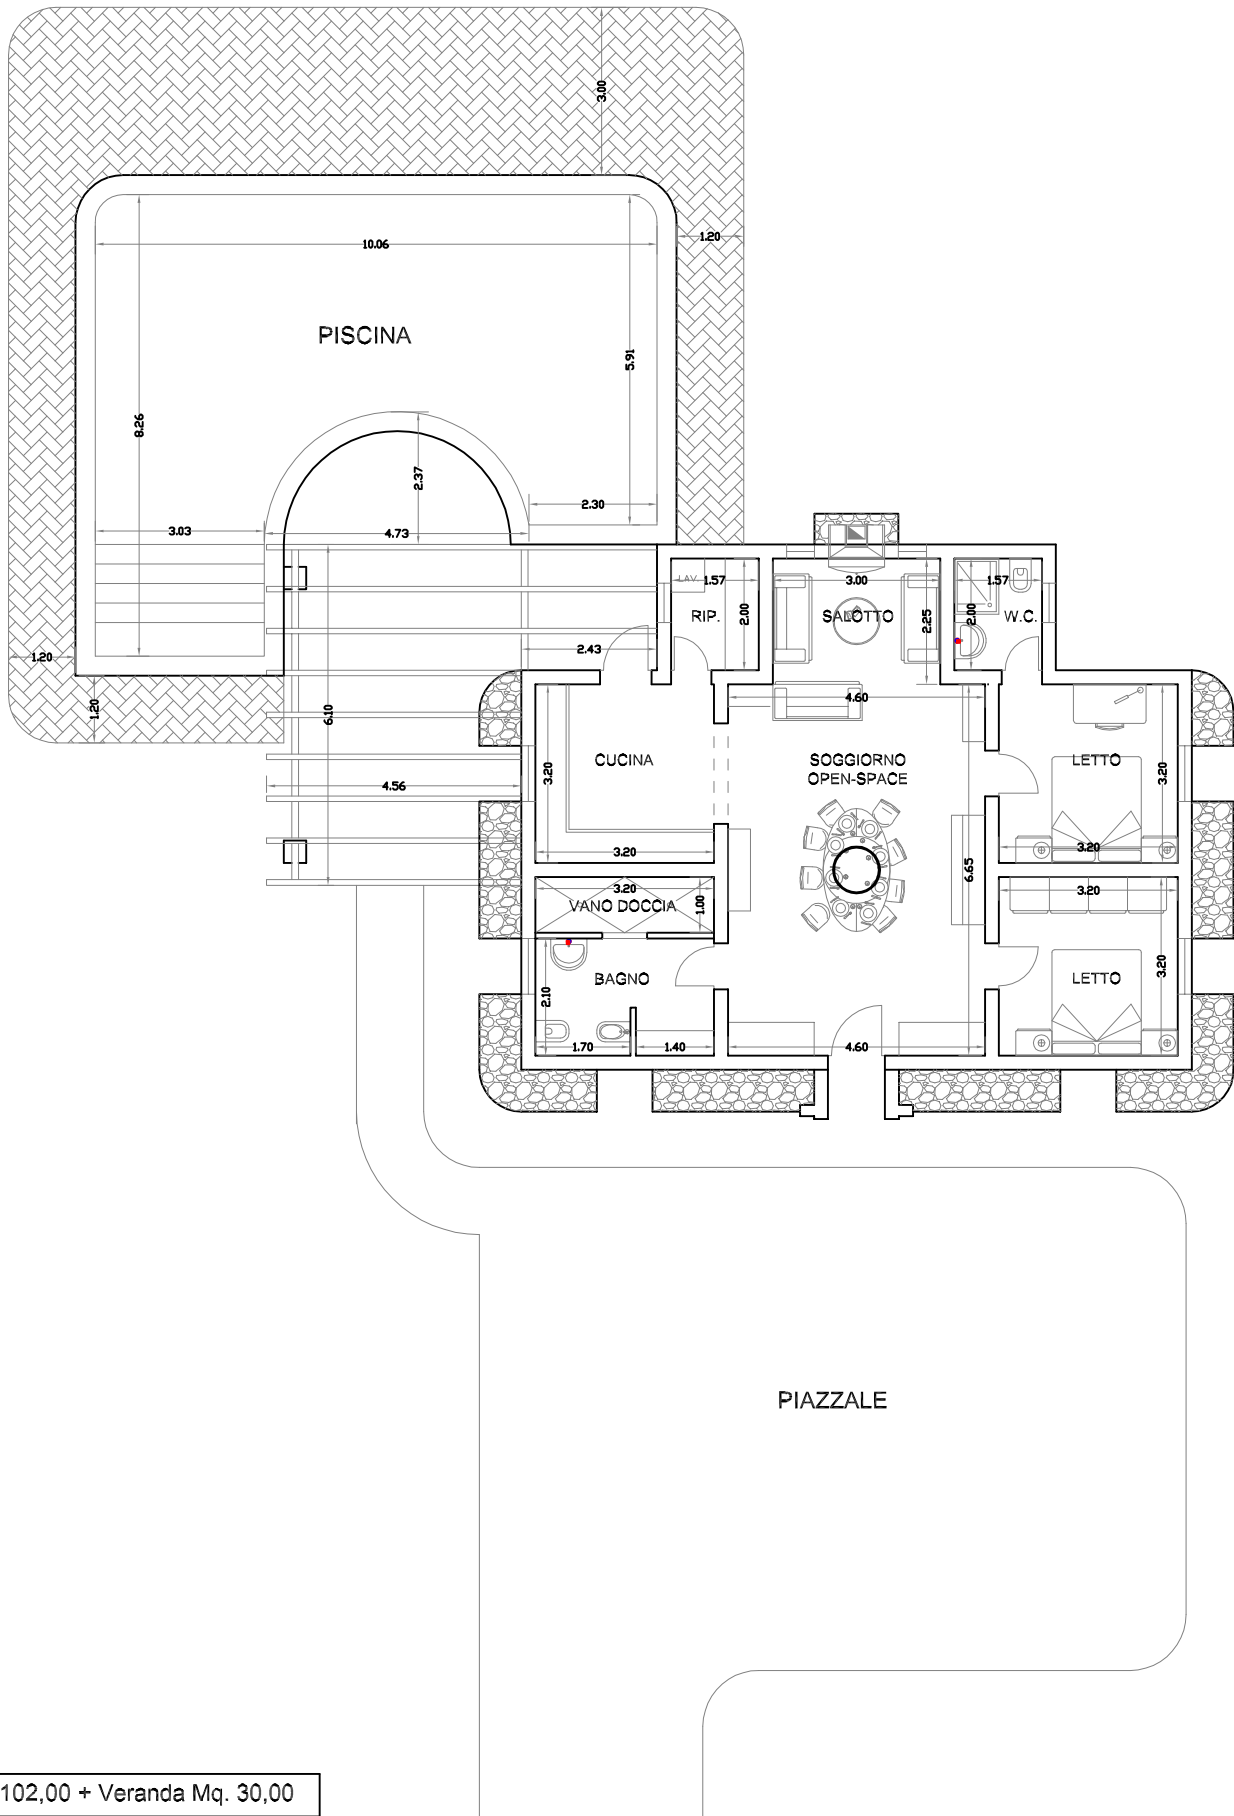 3.00
10.06
1.20
PISCINA
5.91
8.26
2.37
2.30
3.03
4.73
LAV.
1.57
3.00
1.57
RIP.
2.00
SALOTTO
2.25
2.00
W.C.
2.43
1.20
1.20
6.10
4.60
CUCINA
SOGGIORNO
OPEN-SPACE
LETTO
3.20
3.20
4.56
3.20
3.20
6.65
3.20
3.20
VANO DOCCIA
1.00
BAGNO
LETTO
3.20
2.10
1.70
1.40
4.60
PIAZZALE
102,00 + Veranda Mq. 30,00